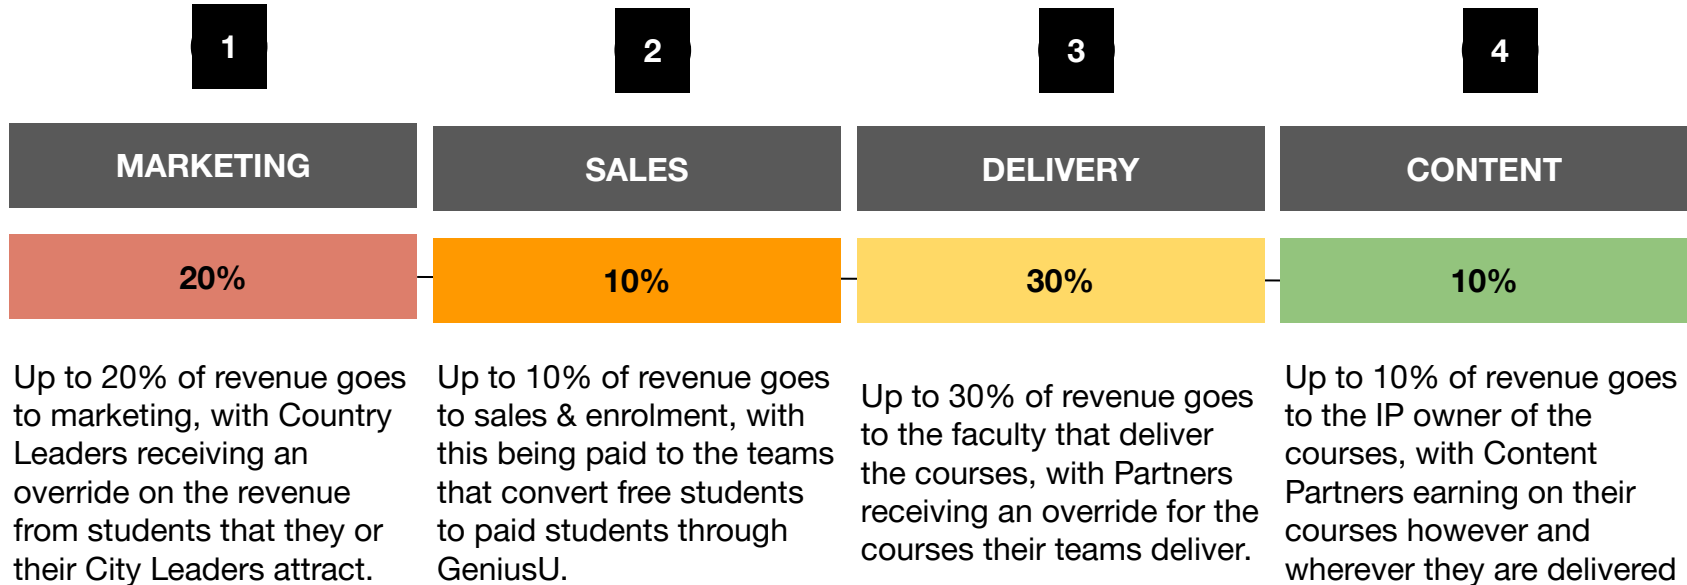 1
2
3
4
MARKETING
SALES
DELIVERY
CONTENT
20%
10%
30%
10%
Up to 20% of revenue goes
to marketing, with Country
Leaders receiving an
override on the revenue
from students that they or
their City Leaders attract.
Up to 10% of revenue goes
to sales & enrolment, with
this being paid to the teams
that convert free students
to paid students through
GeniusU.
Up to 30% of revenue goes
to the faculty that deliver
the courses, with Partners
receiving an override for the
courses their teams deliver.
Up to 10% of revenue goes
to the IP owner of the
courses, with Content
Partners earning on their
courses however and
wherever they are delivered